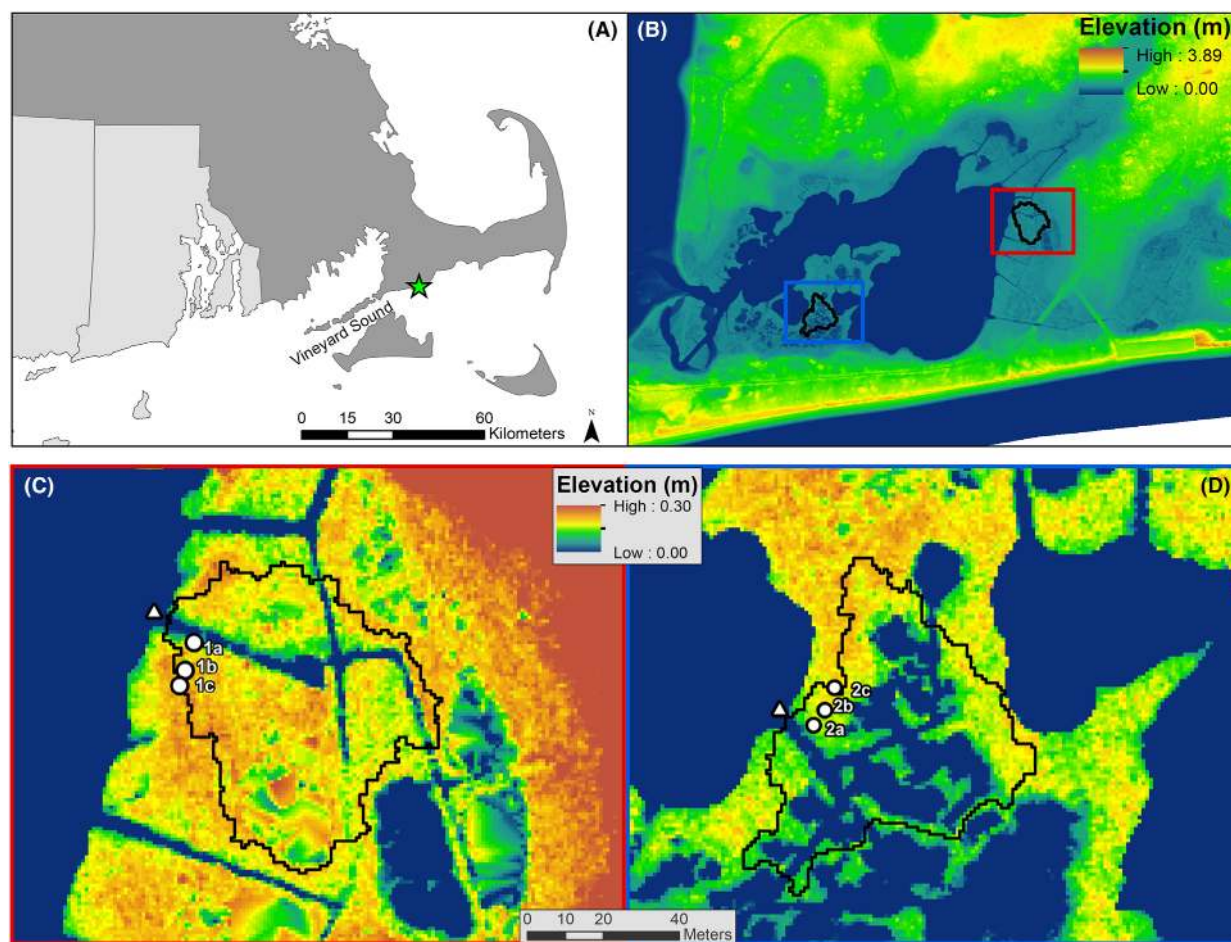 (A)
Vineyard Sound
0 15 30 60
Kilometers
N
(B)
Elevation (m)
High : 3.89
Low : 0.00
(C)
1a
1b
1c
Elevation (m)
High : 0.30
Low : 0.00
(D)
2c
2b
2a
0 10 20 40
Meters